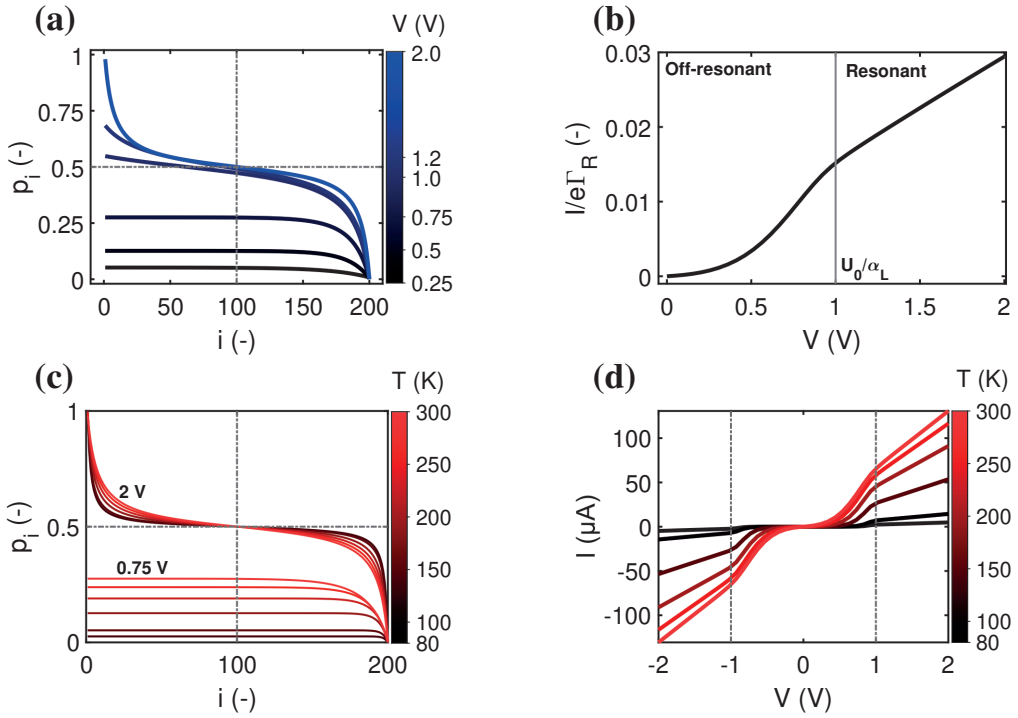 (a)
V (V)
1
0.75
0.5
0.25
0
p_i (-)
0
50
100
150
200
i (-)
2.0
1.2
1.0
0.75
0.5
0.25
(b)
Off-resonant
Resonant
U_0/α_L
0.03
0.02
0.01
0
I/eΓ_R (-)
0
0.5
1
1.5
2
V (V)
(c)
T (K)
1
0.5
0
p_i (-)
2 V
0.75 V
0
100
200
i (-)
300
250
200
150
100
80
(d)
T (K)
100
50
0
-50
-100
I (μA)
-2
-1
0
1
2
V (V)
300
250
200
150
100
80